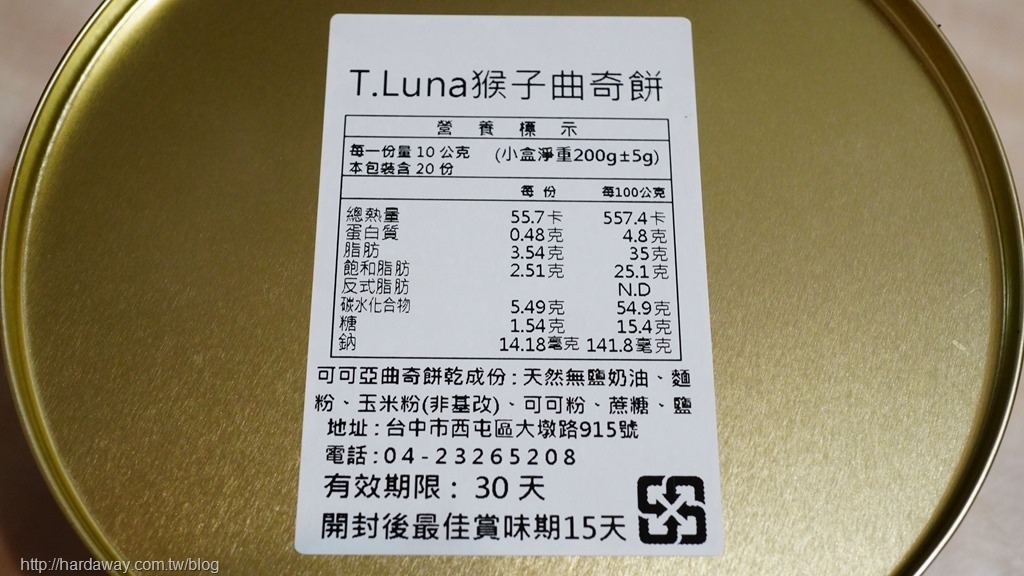 T.Luna猴子曲奇餅
營 養 標 示
每一份量 10 公克 (小盒淨重200g±5g)
本包裝含 20 份
每 份 每100公克
總熱量 55.7卡 557.4卡
蛋白質 0.48克 4.8克
脂肪 3.54克 35克
飽和脂肪 2.51克 25.1克
反式脂肪 N.D
碳水化合物 5.49克 54.9克
糖 1.54克 15.4克
鈉 14.18毫克 141.8毫克
可可亞曲奇餅乾成份:天然無鹽奶油、麵
粉、玉米粉(非基改)、可可粉、蔗糖、鹽
地址:台中市西屯區大墩路915號
電話:04-23265208
有效期限: 30 天
開封後最佳賞味期15天
http://hardaway.com.tw/blog